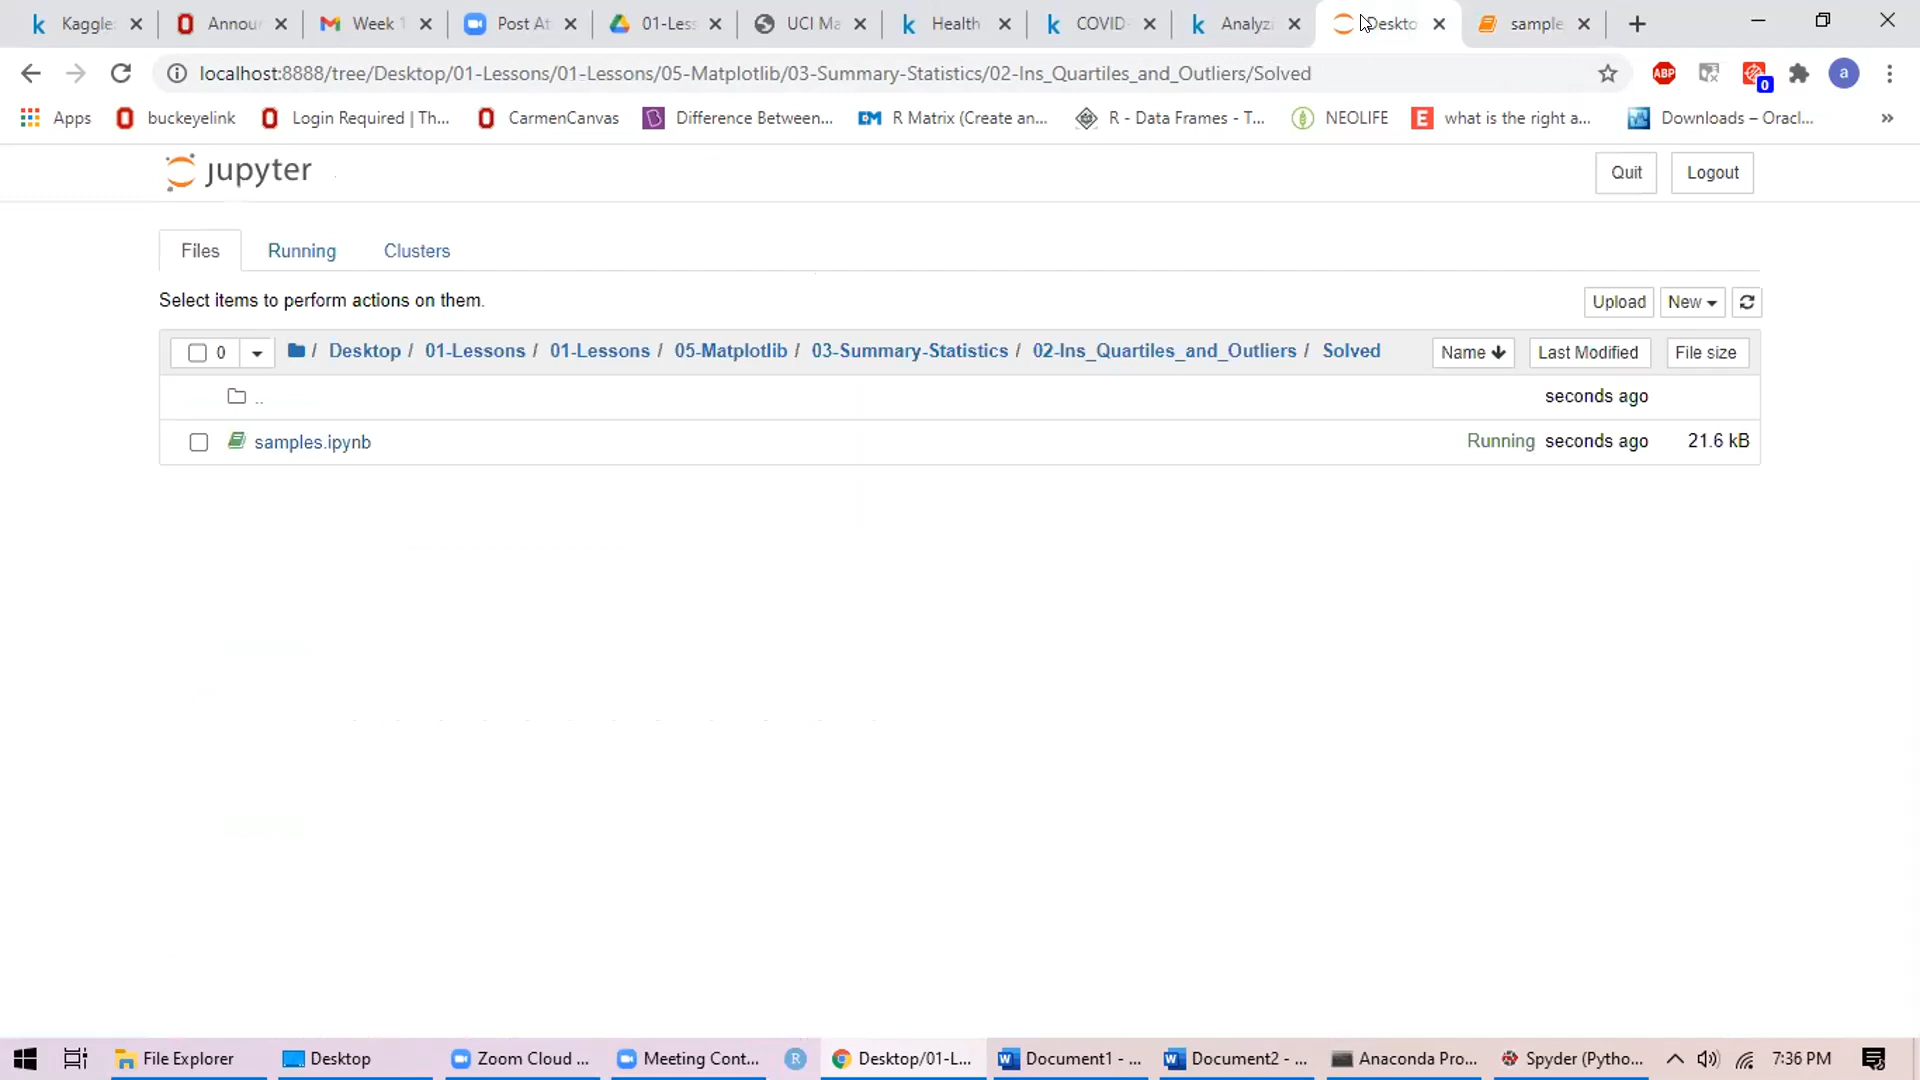 Kaggle: Annou Week 1 Post At 01-Les UCI Ma Health COVID- Analyzi Deskto sample
localhost:8888/tree/Desktop/01-Lessons/01-Lessons/05-Matplotlib/03-Summary-Statistics/02-Ins_Quartiles_and_Outliers/Solved ABP 0 a
Apps buckeyelink Login Required | Th... CarmenCanvas Difference Between... R Matrix (Create an... R - Data Frames - T... NEOLIFE what is the right a... Downloads – Oracl... »
jupyter Quit Logout
Files Running Clusters
Select items to perform actions on them. Upload New
0 / Desktop / 01-Lessons / 01-Lessons / 05-Matplotlib / 03-Summary-Statistics / 02-Ins_Quartiles_and_Outliers / Solved Name Last Modified File size
.. seconds ago
samples.ipynb Running seconds ago 21.6 kB
File Explorer Desktop Zoom Cloud ... Meeting Cont... R Desktop/01-L... Document1 - ... Document2 - ... Anaconda Pro... Spyder (Pytho... 7:36 PM